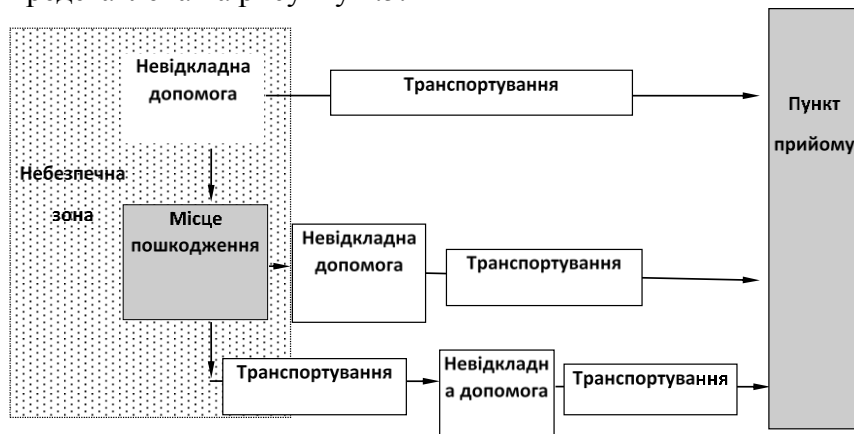 Невідкладна
допомога
Транспортування
Пункт
прийому
Небезпечна
зона
Місце
пошкодження
Невідкладна
допомога
Транспортування
Транспортування
Невідкладн
а допомога
Транспортування